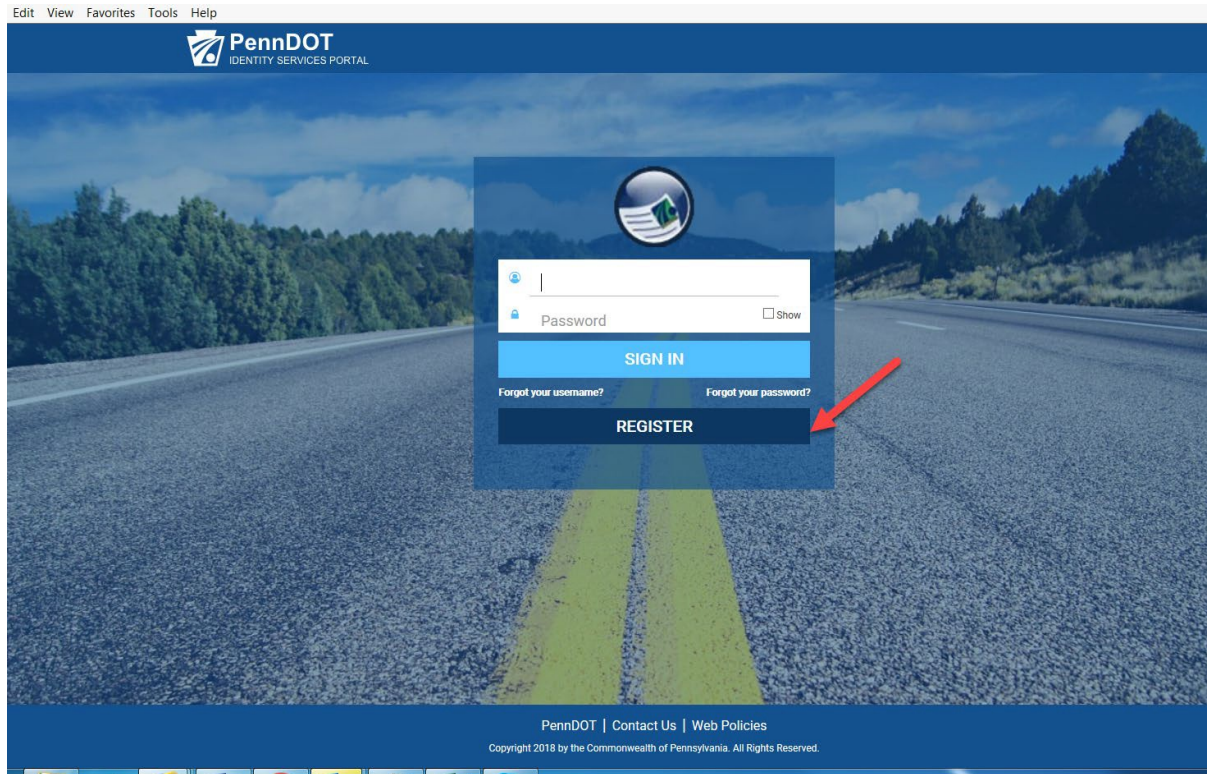 Edit View Favorites Tools Help
PennDOT
IDENTITY SERVICES PORTAL
Password
Show
SIGN IN
Forgot your username? Forgot your password?
REGISTER
PennDOT | Contact Us | Web Policies
Copyright 2018 by the Commonwealth of Pennsylvania. All Rights Reserved.